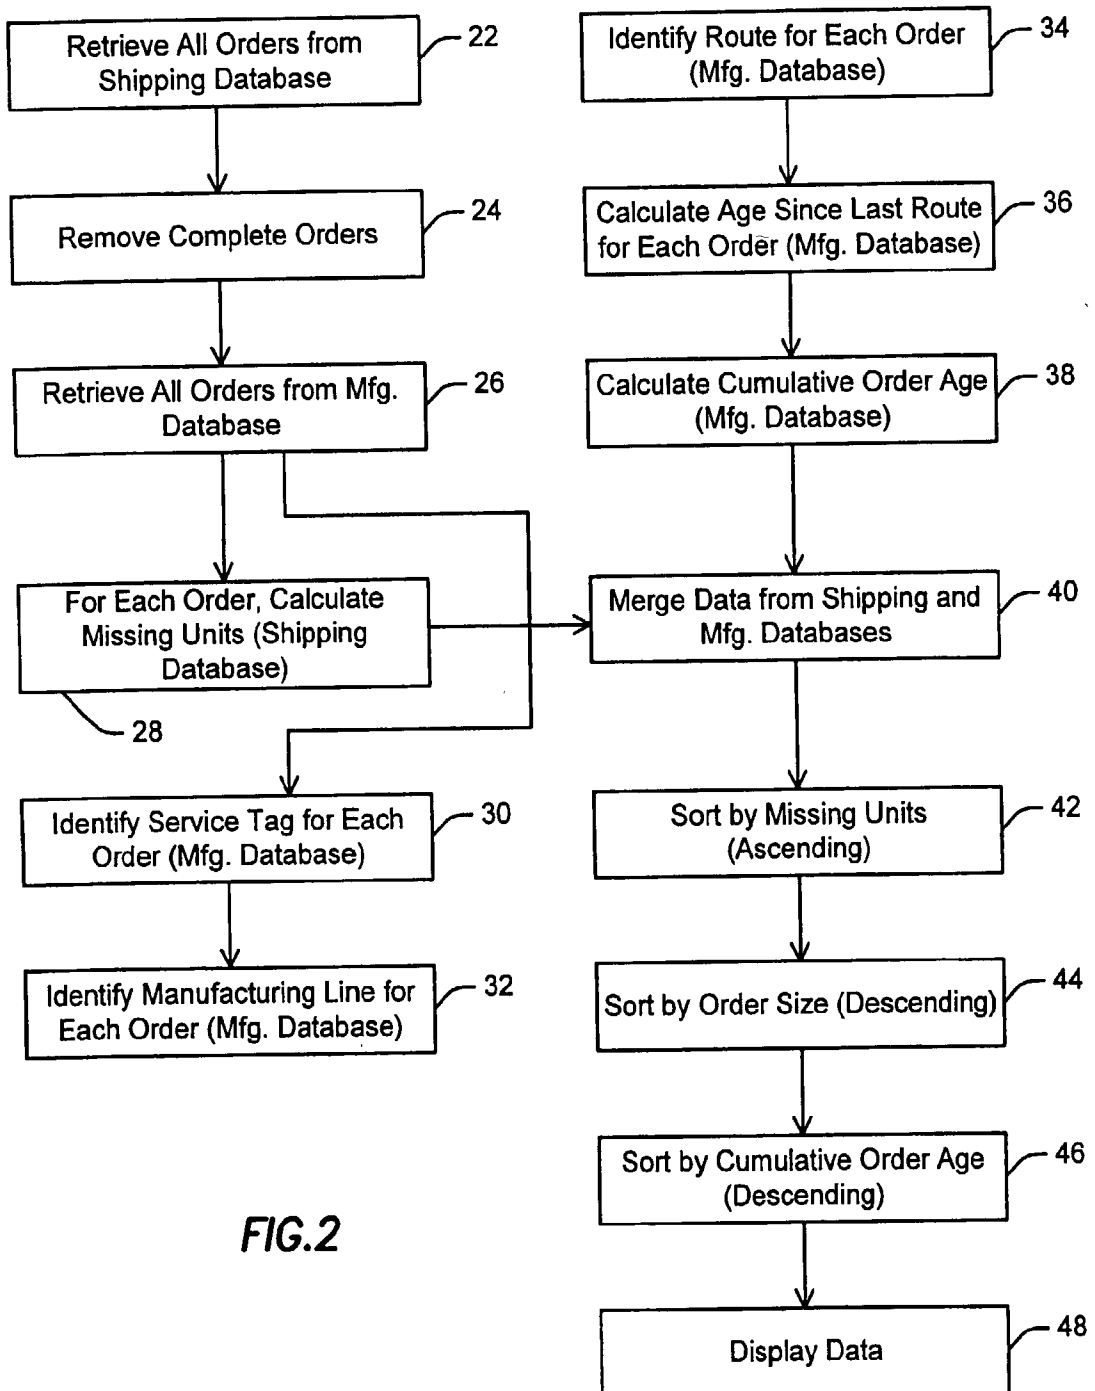 Retrieve All Orders from
Shipping Database
22
Remove Complete Orders
24
Retrieve All Orders from Mfg.
Database
26
For Each Order, Calculate
Missing Units (Shipping
Database)
28
Identify Service Tag for Each
Order (Mfg. Database)
30
Identify Manufacturing Line for
Each Order (Mfg. Database)
32
Identify Route for Each Order
(Mfg. Database)
34
Calculate Age Since Last Route
for Each Order (Mfg. Database)
36
Calculate Cumulative Order Age
(Mfg. Database)
38
Merge Data from Shipping and
Mfg. Databases
40
Sort by Missing Units
(Ascending)
42
Sort by Order Size (Descending)
44
Sort by Cumulative Order Age
(Descending)
46
Display Data
48
FIG.2